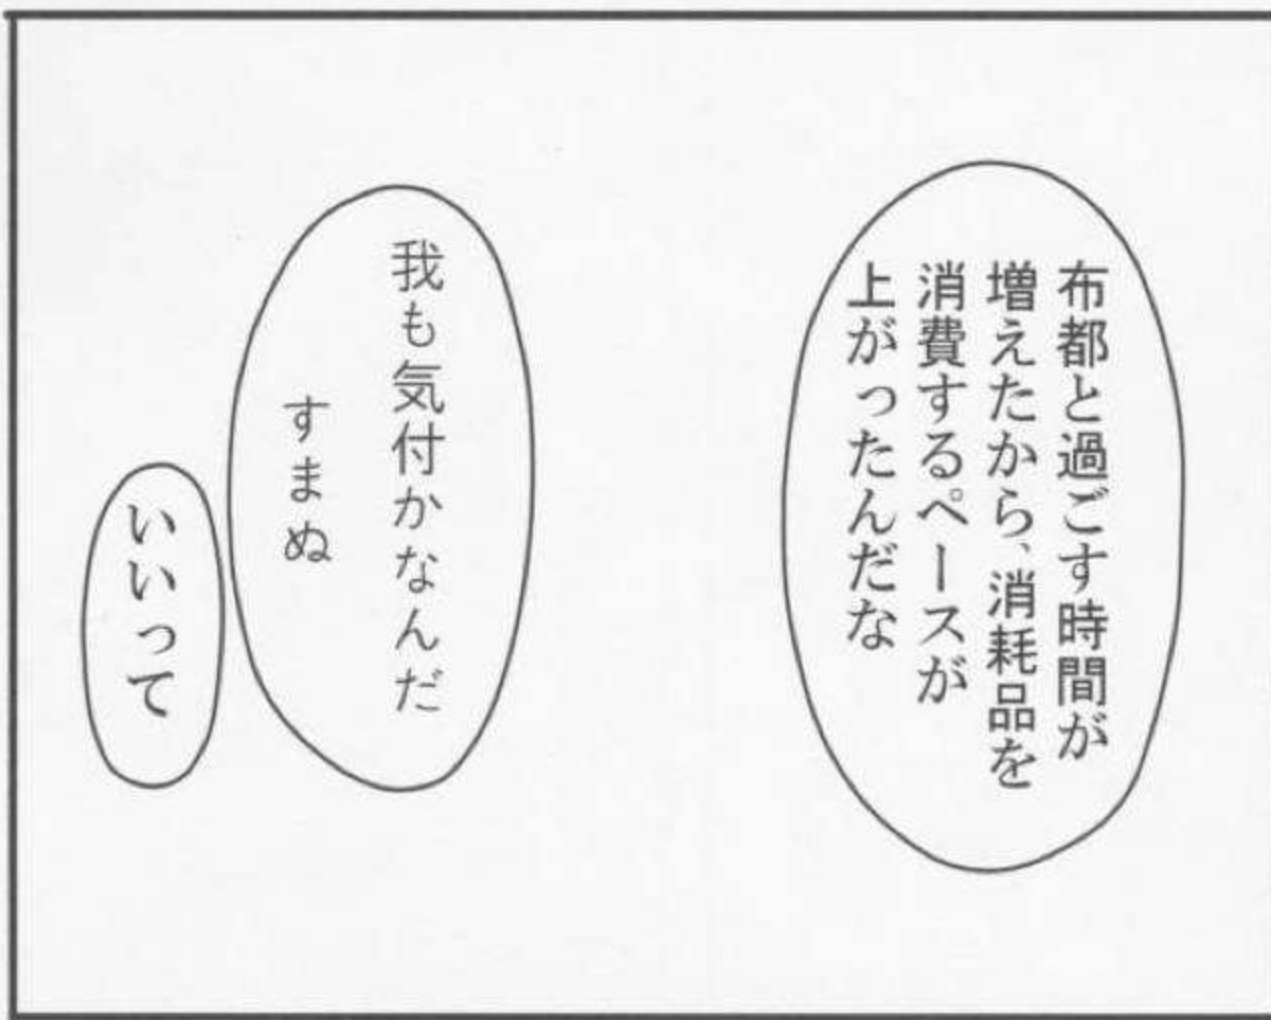 布都と過ごす時間が
増えたから、消耗品を
消費するペースが
上がったんだな
我も気付かなんだ
すまぬ
いいって